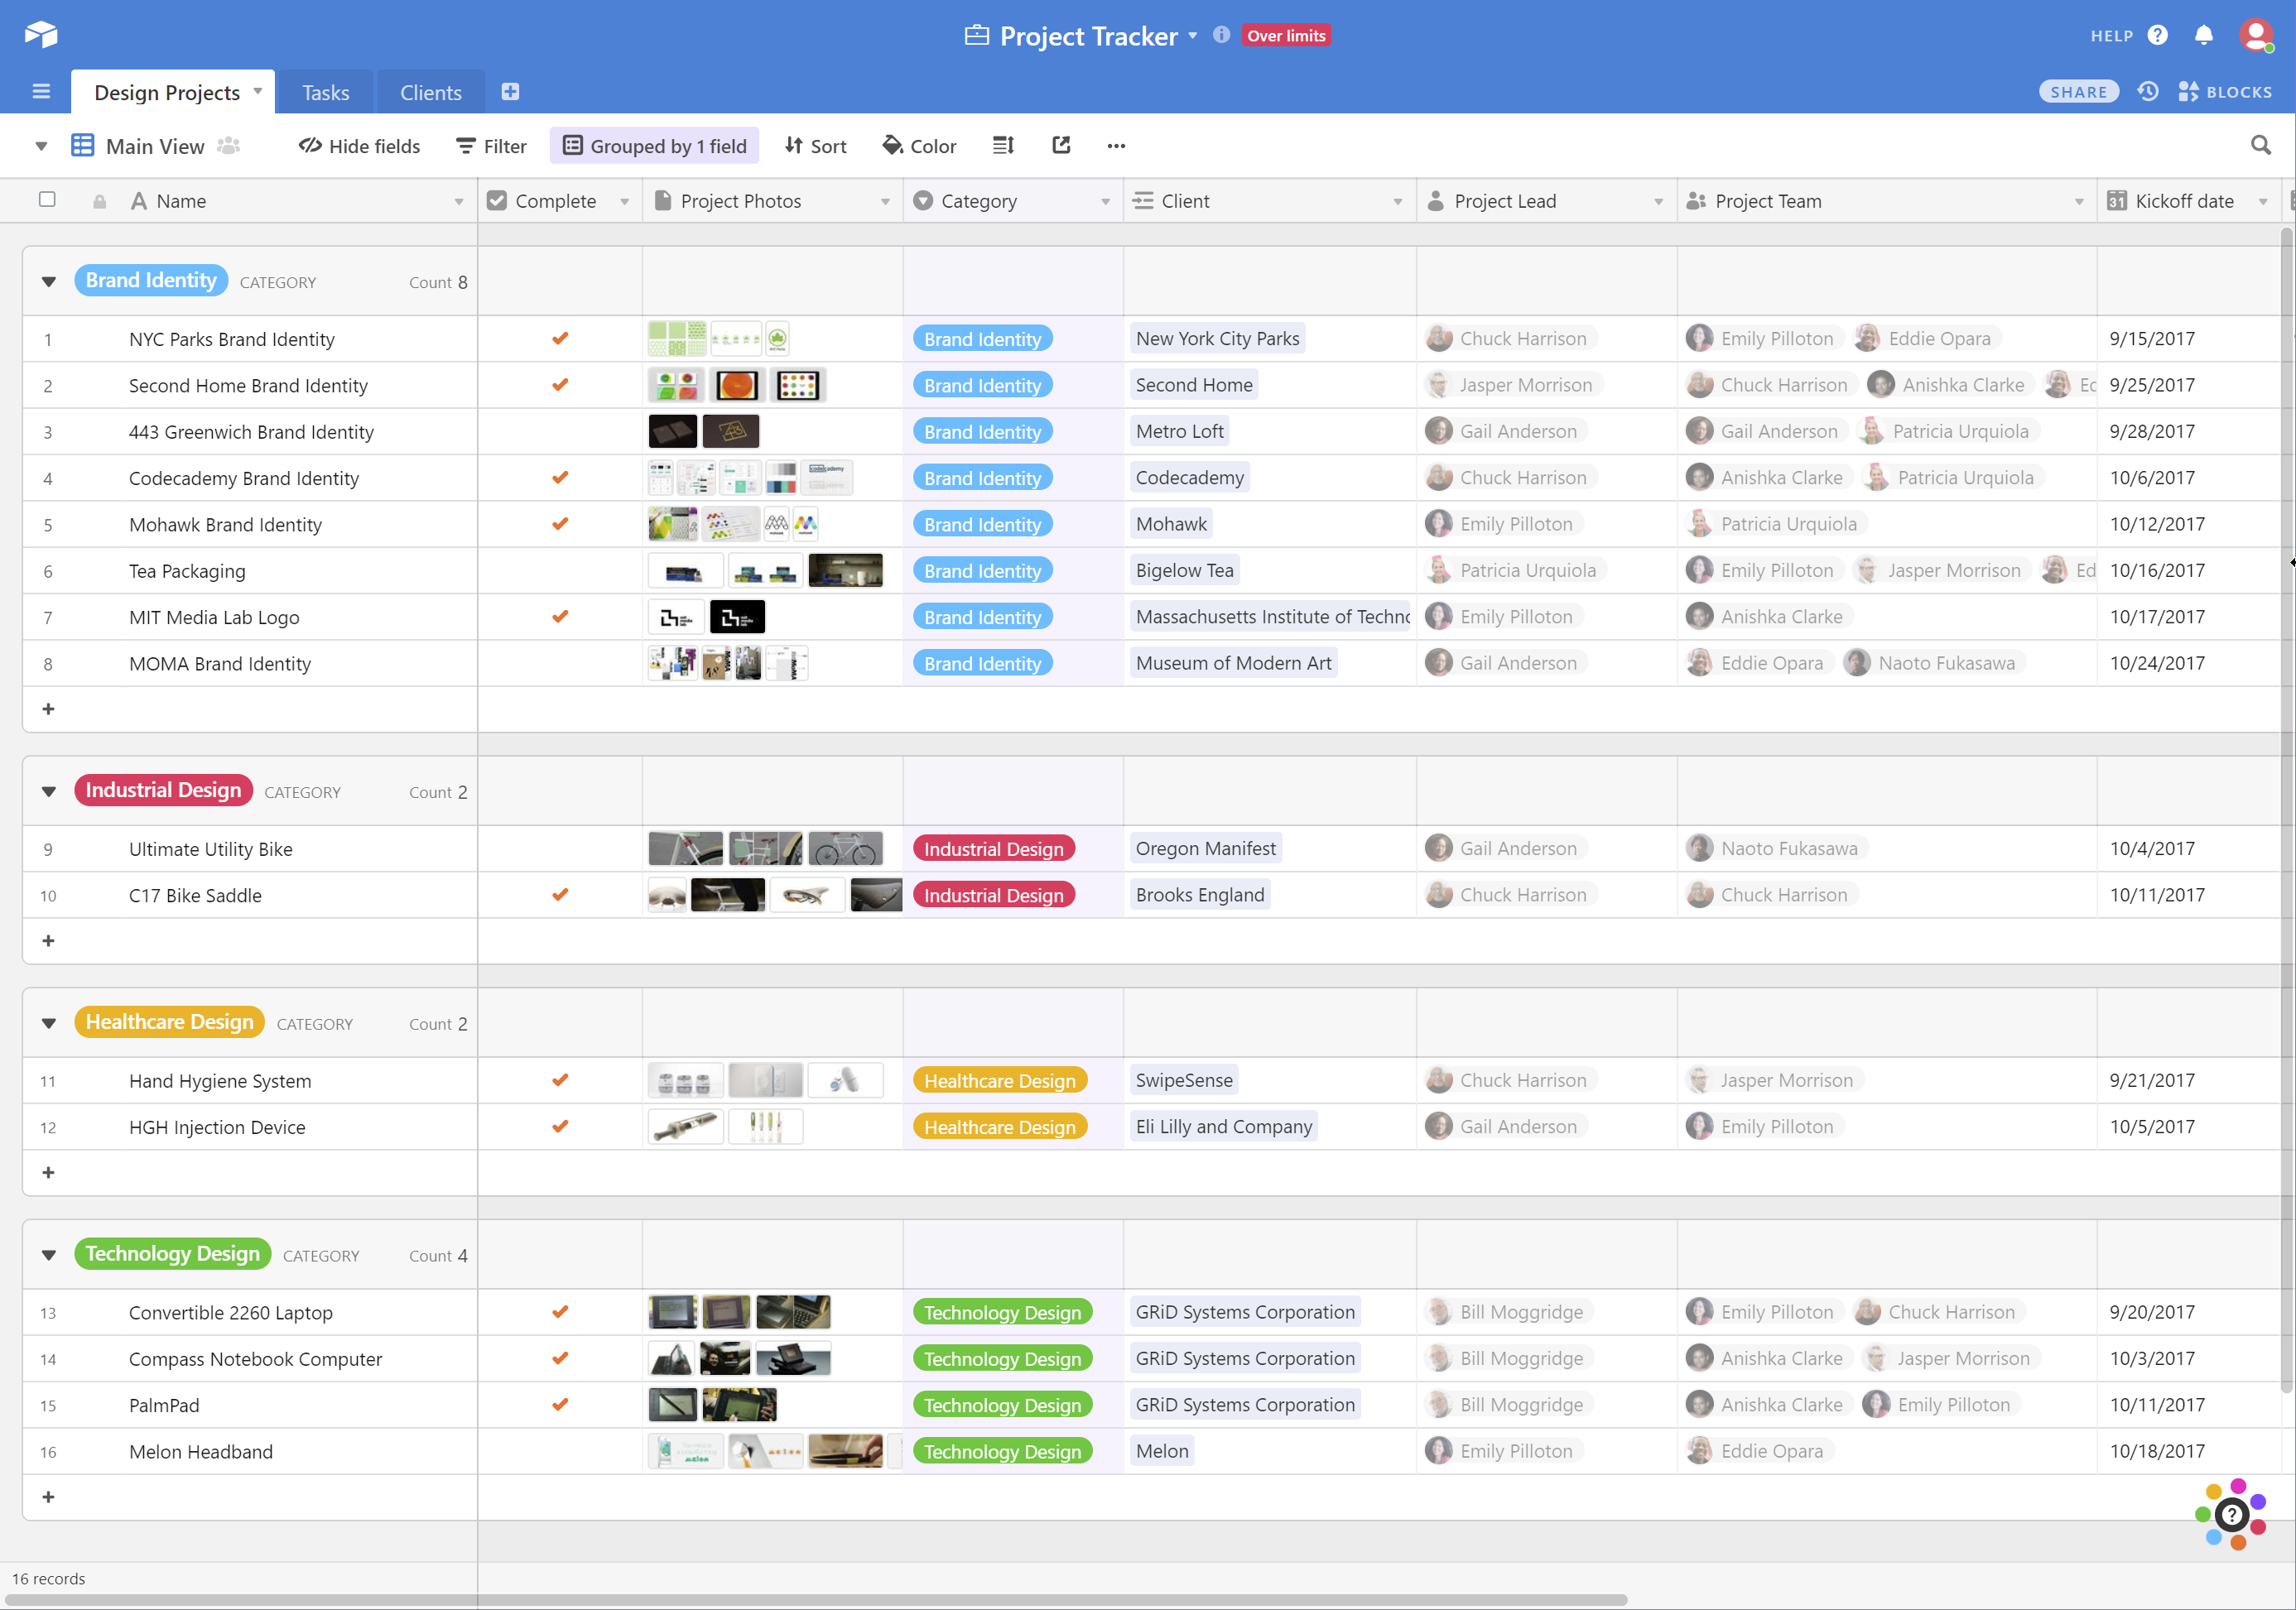 Project Tracker Over limits
HELP
Design Projects Tasks Clients
SHARE BLOCKS
Main View Hide fields Filter Grouped by 1 field Sort Color
Name Complete Project Photos Category Client Project Lead Project Team 31 Kickoff date
Brand Identity CATEGORY Count 8
1 NYC Parks Brand Identity Brand Identity New York City Parks Chuck Harrison Emily Pilloton Eddie Opara 9/15/2017
2 Second Home Brand Identity Brand Identity Second Home Jasper Morrison Chuck Harrison Anishka Clarke Ed 9/25/2017
3 443 Greenwich Brand Identity Brand Identity Metro Loft Gail Anderson Gail Anderson Patricia Urquiola 9/28/2017
4 Codecademy Brand Identity Brand Identity Codecademy Chuck Harrison Anishka Clarke Patricia Urquiola 10/6/2017
5 Mohawk Brand Identity Brand Identity Mohawk Emily Pilloton Patricia Urquiola 10/12/2017
6 Tea Packaging Brand Identity Bigelow Tea Patricia Urquiola Emily Pilloton Jasper Morrison Ed 10/16/2017
7 MIT Media Lab Logo Brand Identity Massachusetts Institute of Techno Emily Pilloton Anishka Clarke 10/17/2017
8 MOMA Brand Identity Brand Identity Museum of Modern Art Gail Anderson Eddie Opara Naoto Fukasawa 10/24/2017
+
Industrial Design CATEGORY Count 2
9 Ultimate Utility Bike Industrial Design Oregon Manifest Gail Anderson Naoto Fukasawa 10/4/2017
10 C17 Bike Saddle Industrial Design Brooks England Chuck Harrison Chuck Harrison 10/11/2017
+
Healthcare Design CATEGORY Count 2
11 Hand Hygiene System Healthcare Design SwipeSense Chuck Harrison Jasper Morrison 9/21/2017
12 HGH Injection Device Healthcare Design Eli Lilly and Company Gail Anderson Emily Pilloton 10/5/2017
+
Technology Design CATEGORY Count 4
13 Convertible 2260 Laptop Technology Design GRiD Systems Corporation Bill Moggridge Emily Pilloton Chuck Harrison 9/20/2017
14 Compass Notebook Computer Technology Design GRiD Systems Corporation Bill Moggridge Anishka Clarke Jasper Morrison 10/3/2017
15 PalmPad Technology Design GRiD Systems Corporation Bill Moggridge Anishka Clarke Emily Pilloton 10/11/2017
16 Melon Headband Technology Design Melon Emily Pilloton Eddie Opara 10/18/2017
+
16 records